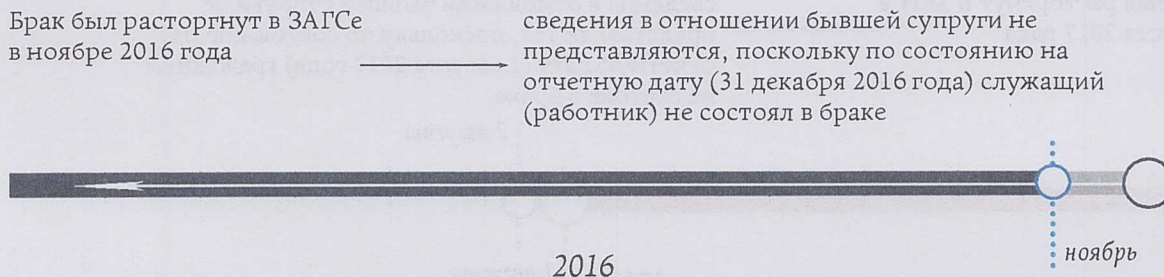 Брак был расторгнут в ЗАГСе
в ноябре 2016 года
сведения в отношении бывшей супруги не
представляются, поскольку по состоянию на
отчетную дату (31 декабря 2016 года) служащий
(работник) не состоял в браке
ноябрь
2016